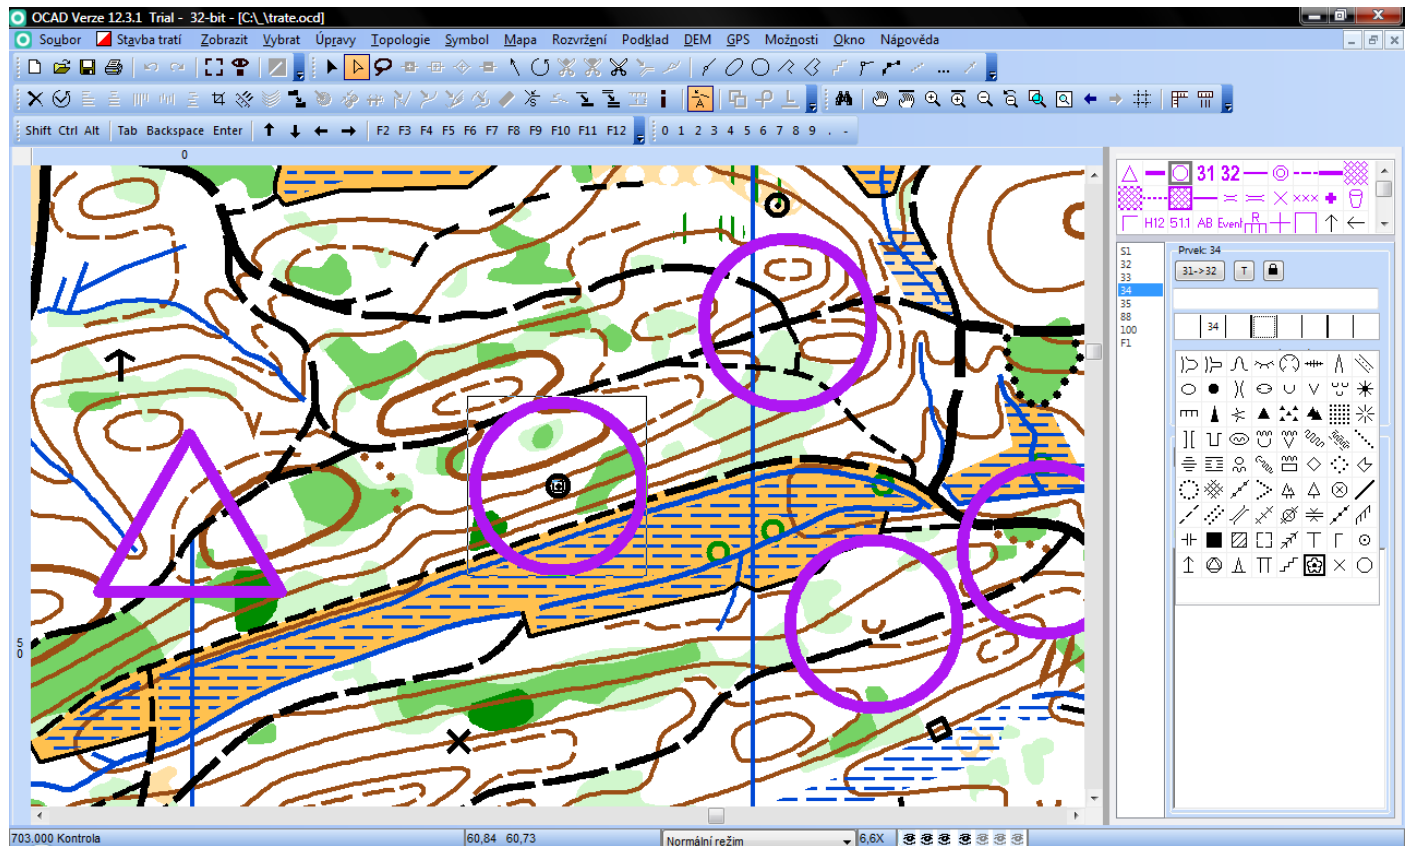 OCAD Verze 12.3.1 Trial - 32-bit - [C:\_\trate.ocd]
Soubor Stavba tratí Zobrazit Vybrat Úpravy Topologie Symbol Mapa Rozvržení Podklad DEM GPS Možnosti Okno Nápověda
Shift Ctrl Alt Tab Backspace Enter F2 F3 F4 F5 F6 F7 F8 F9 F10 F11 F12 0 1 2 3 4 5 6 7 8 9 . -
0
5
0
31 32
H12 511 AB Event R
S1
32
33
34
35
88
100
F1
Prvek: 34
31->32 T
34
703.000 Kontrola
60,84 60,73
Normální režim
6,6X